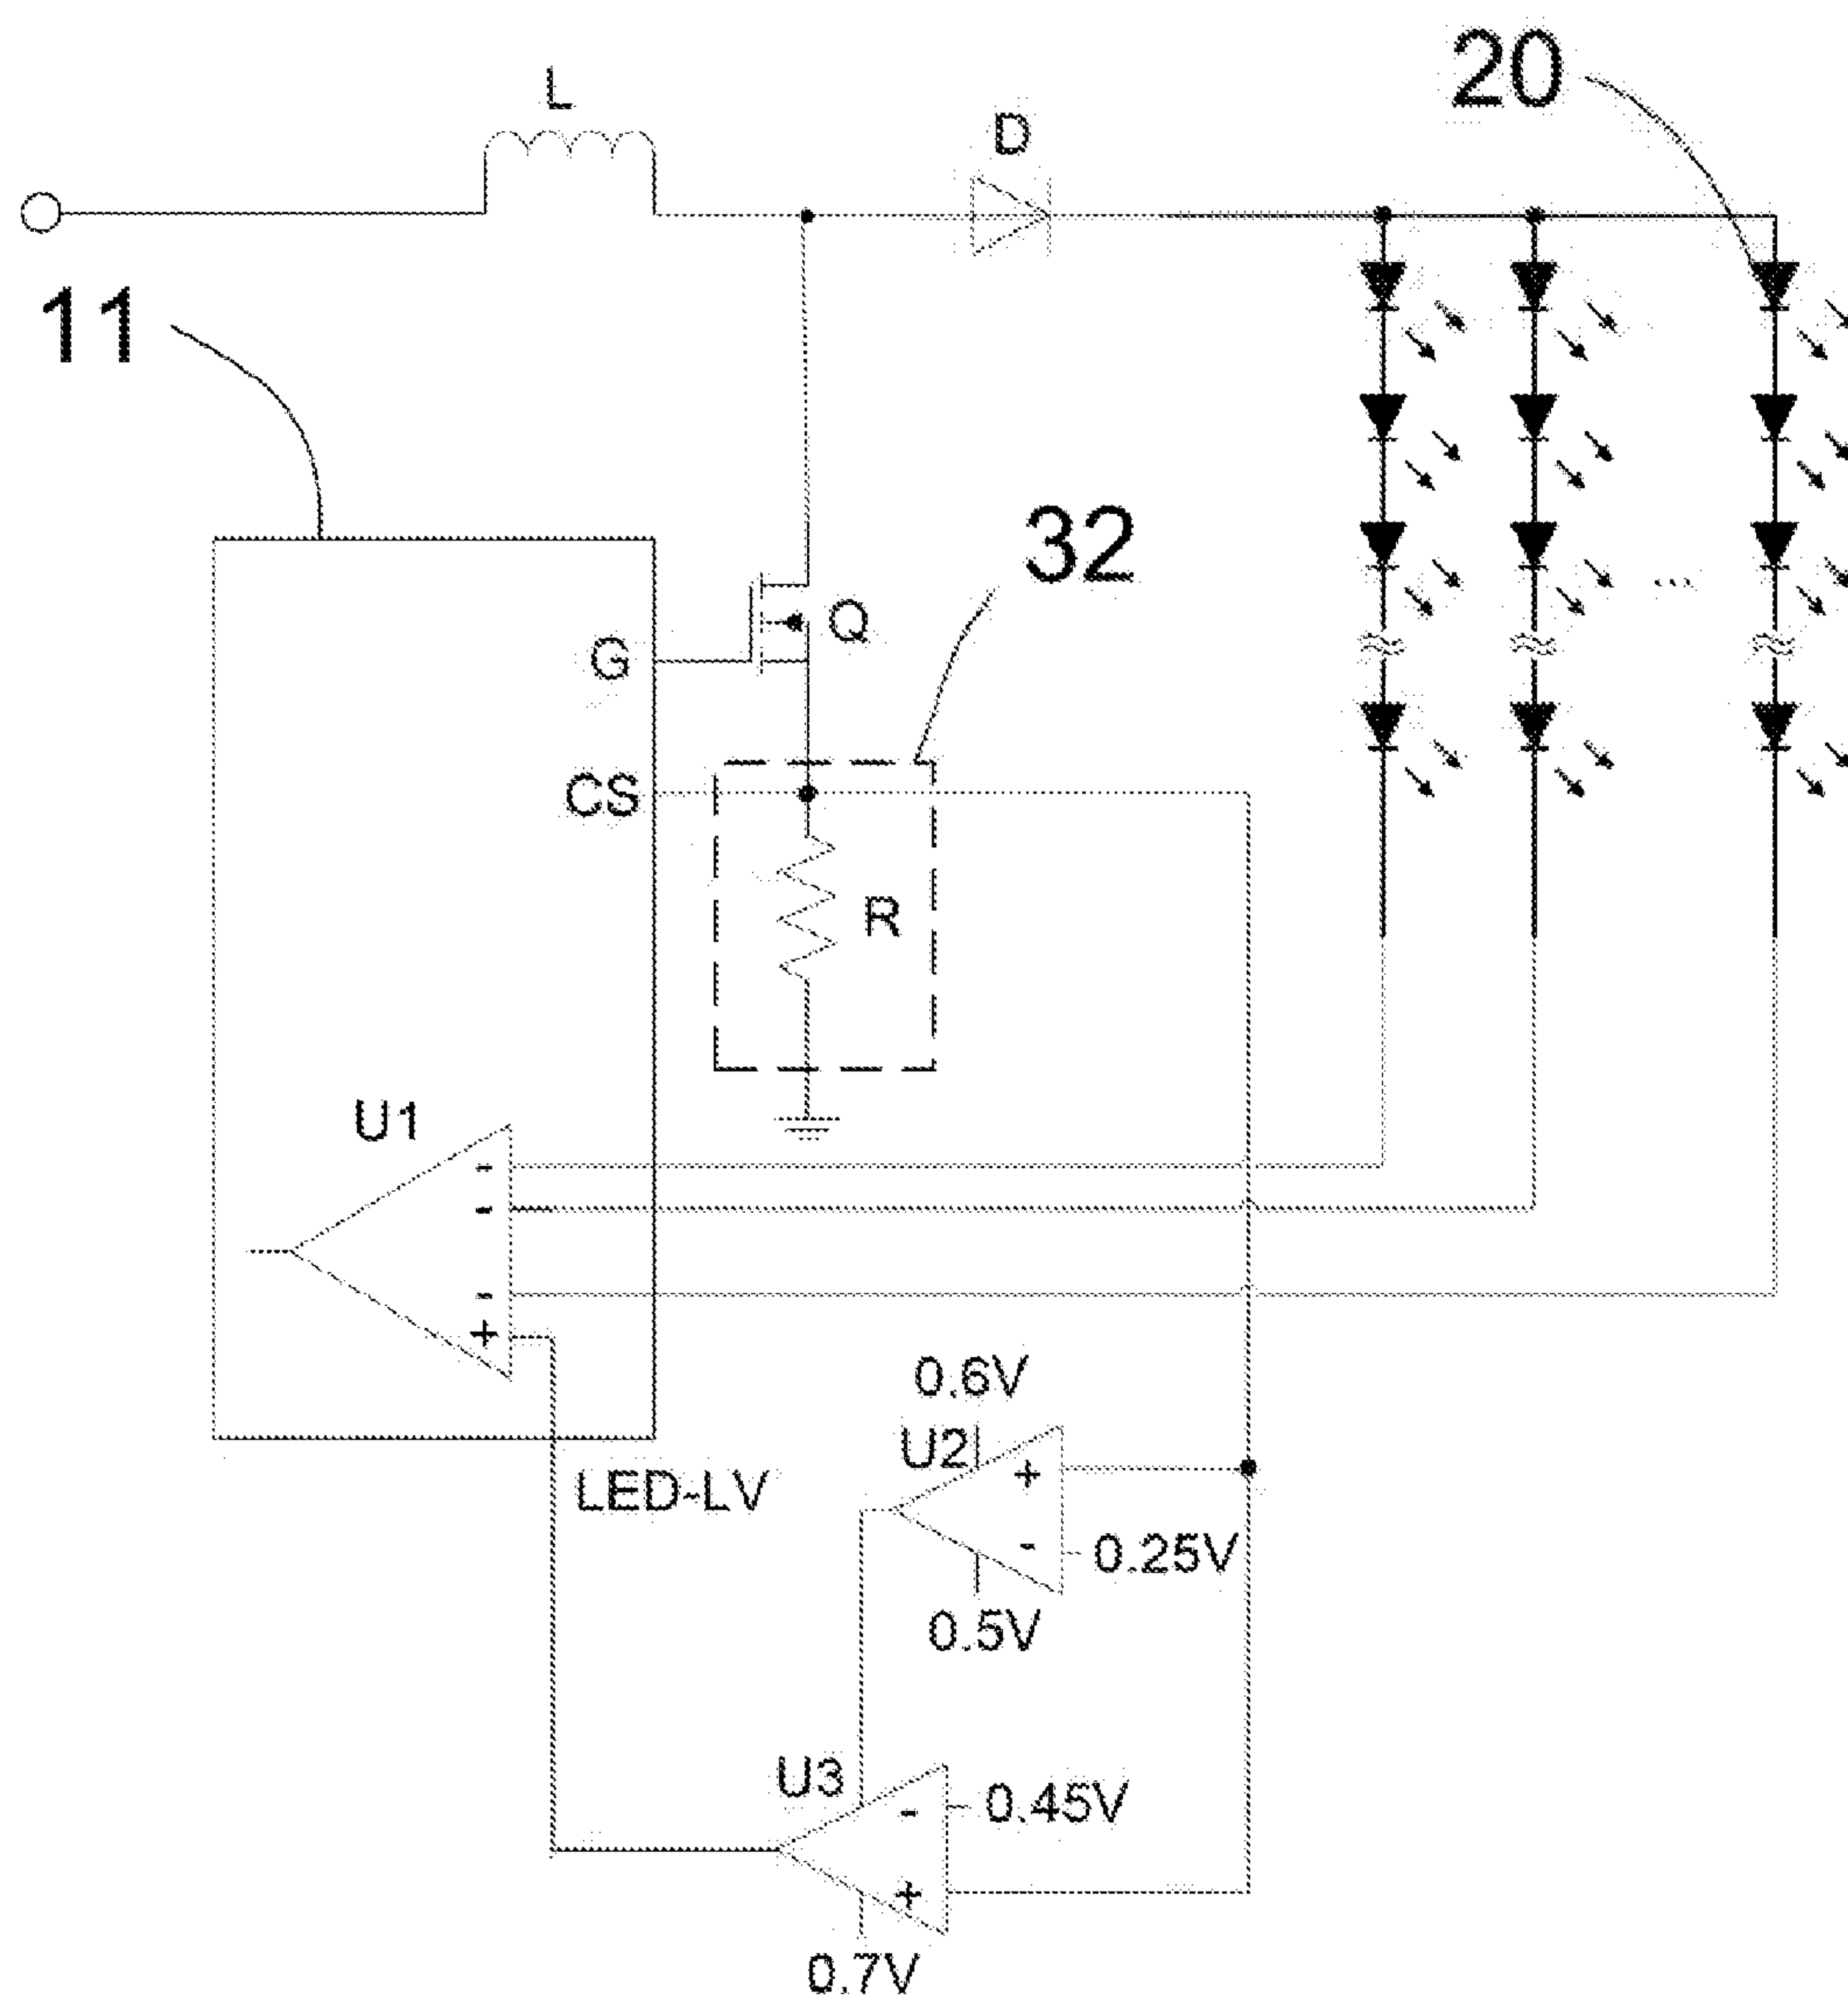 20
L
D
11
32
Q
G
CS
R
U1
-
-
-
+
0.6V
U2
+
LED-LV
-
0.25V
0.5V
U3
-
0.45V
+
0.7V